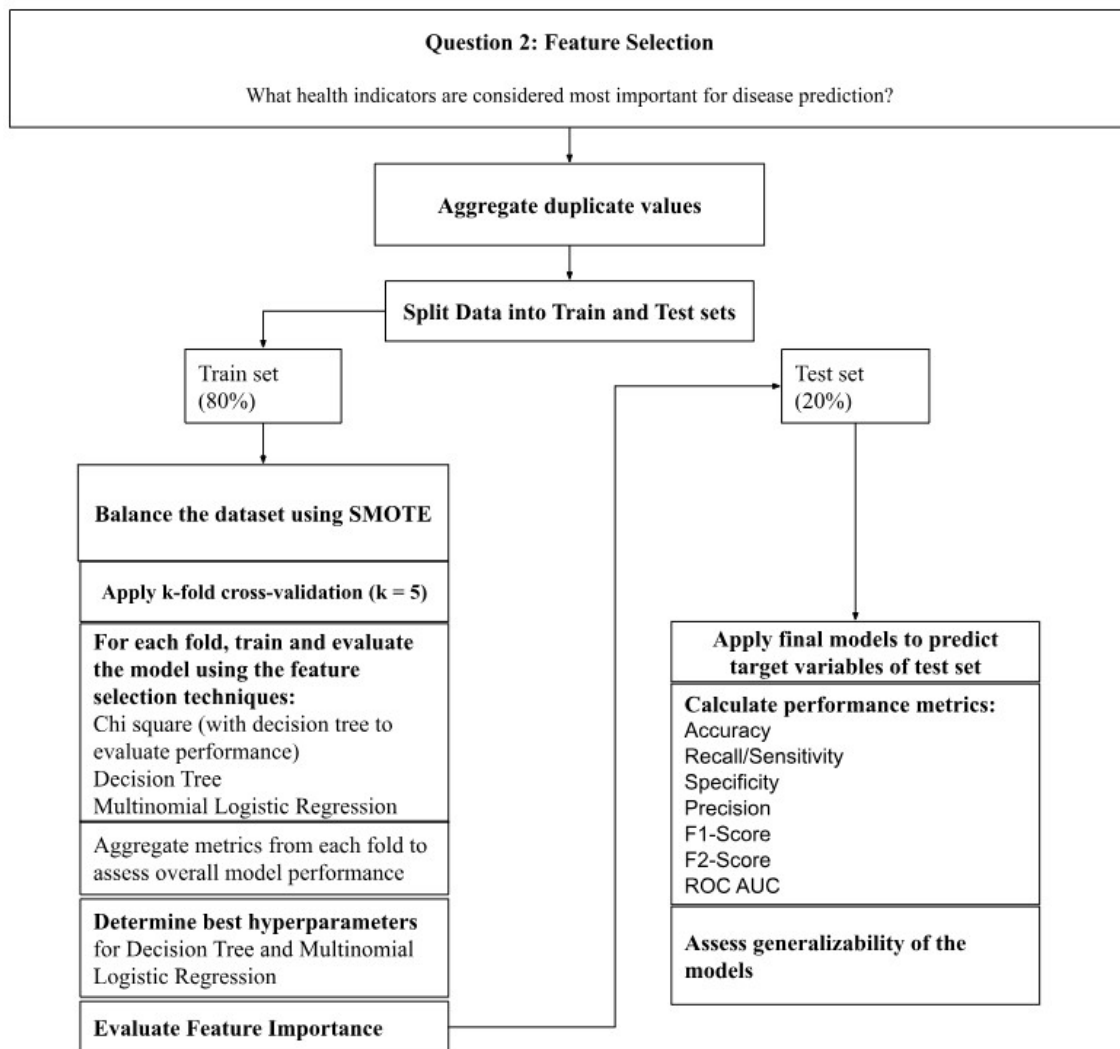 Question 2: Feature Selection
What health indicators are considered most important for disease prediction?
Aggregate duplicate values
Split Data into Train and Test sets
Train set
(80%)
Test set
(20%)
Balance the dataset using SMOTE
Apply k-fold cross-validation (k = 5)
For each fold, train and evaluate
the model using the feature
selection techniques:
Chi square (with decision tree to
evaluate performance)
Decision Tree
Multinomial Logistic Regression
Aggregate metrics from each fold to
assess overall model performance
Determine best hyperparameters
for Decision Tree and Multinomial
Logistic Regression
Evaluate Feature Importance
Apply final models to predict
target variables of test set
Calculate performance metrics:
Accuracy
Recall/Sensitivity
Specificity
Precision
F1-Score
F2-Score
ROC AUC
Assess generalizability of the
models